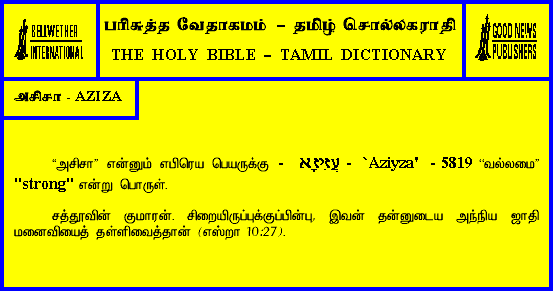 BELLWETHER
INTERNATIONAL
பரிசுத்த வேதாகமம் – தமிழ் சொல்லகராதி
THE HOLY BIBLE – TAMIL DICTIONARY
GOOD NEWS
PUBLISHERS
அசிசா - AZIZA
“அசிசா” என்னும் எபிரெய பெயருக்கு - עֲזִיזָא - `Aziyza' - 5819 “வல்லமை”
"strong" என்று பொருள்.
சத்தூவின் குமாரன். சிறையிருப்புக்குப்பின்பு, இவன் தன்னுடைய அந்நிய ஜாதி
மனைவியைத் தள்ளிவைத்தான் (எஸ்றா 10:27).